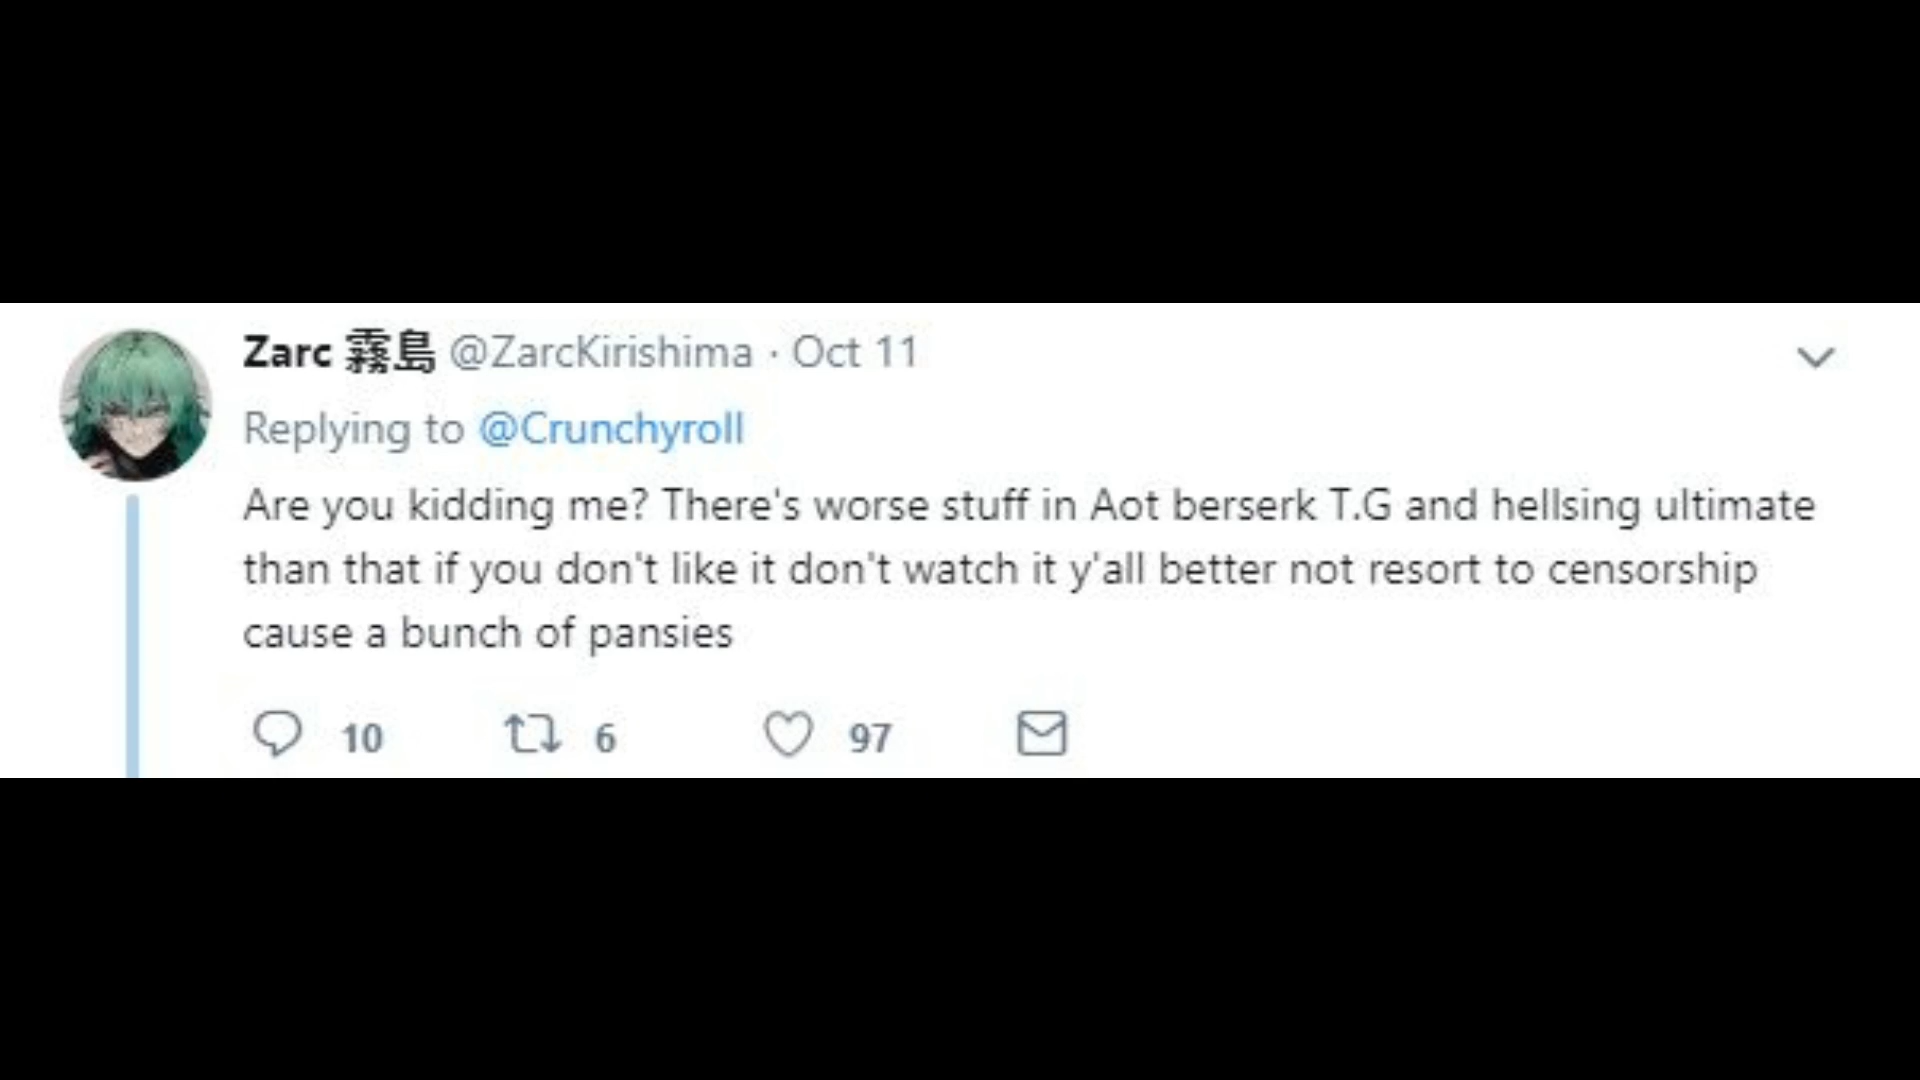 Zarc 霧島 @ZarcKirishima · Oct 11
Replying to @Crunchyroll
Are you kidding me? There's worse stuff in Aot berserk T.G and hellsing ultimate
than that if you don't like it don't watch it y'all better not resort to censorship
cause a bunch of pansies
10 6 97